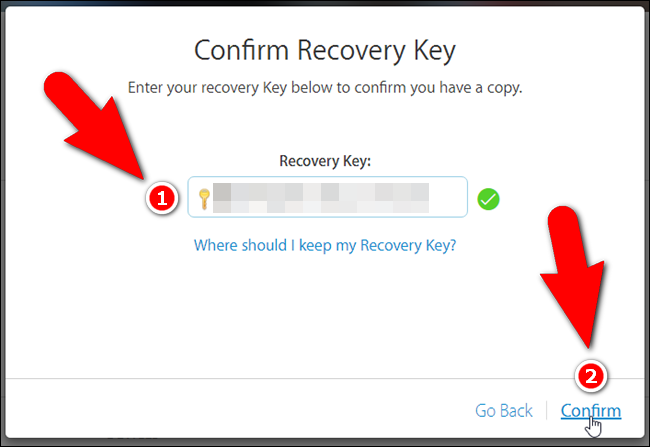 Confirm Recovery Key
Enter your recovery Key below to confirm you have a copy.
Recovery Key:
1
Where should I keep my Recovery Key?
2
Go Back
Confirm